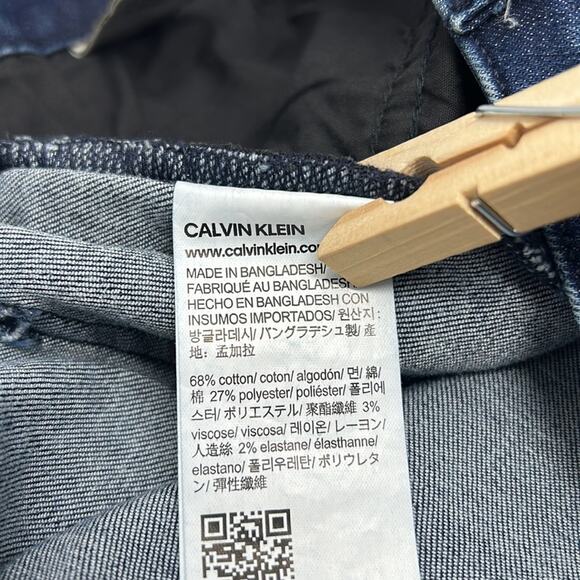 CALVIN KLEIN
www.calvinklein.co
MADE IN BANGLADESH/
FABRIQUÉ AU BANGLADESH/
HECHO EN BANGLADESH CON
INSUMOS IMPORTADOS/ 원산지:
방글라데시/ バングラデシュ製/ 產
地: 孟加拉
68% cotton/ coton/ algodón/ 면/ 綿/
棉 27% polyester/ poliéster/ 폴리에
스터/ ポリエステル/ 聚酯纖維 3%
viscose/ viscosa/ 레이온/ レーヨン/
人造絲 2% elastane/ élasthanne/
elastano/ 폴리우레탄/ ポリウレタ
ン/ 彈性纖維